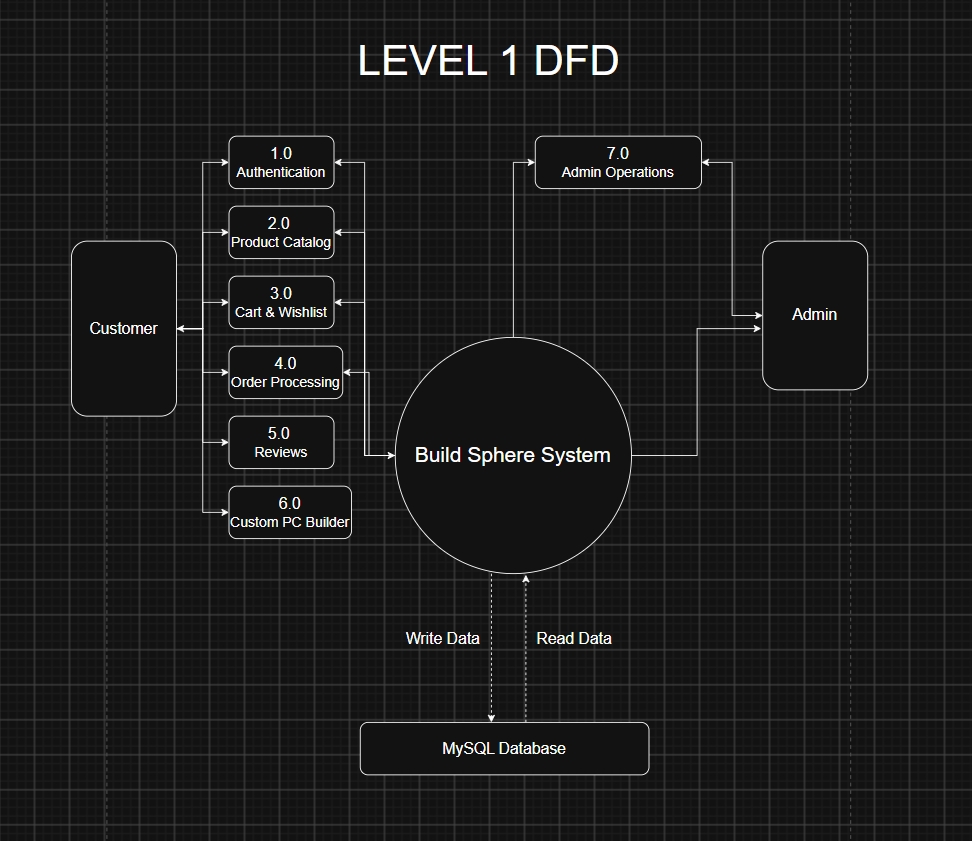 LEVEL 1 DFD
1.0
Authentication
2.0
Product Catalog
3.0
Cart & Wishlist
4.0
Order Processing
5.0
Reviews
6.0
Custom PC Builder
7.0
Admin Operations
Customer
Admin
Build Sphere System
Write Data
Read Data
MySQL Database